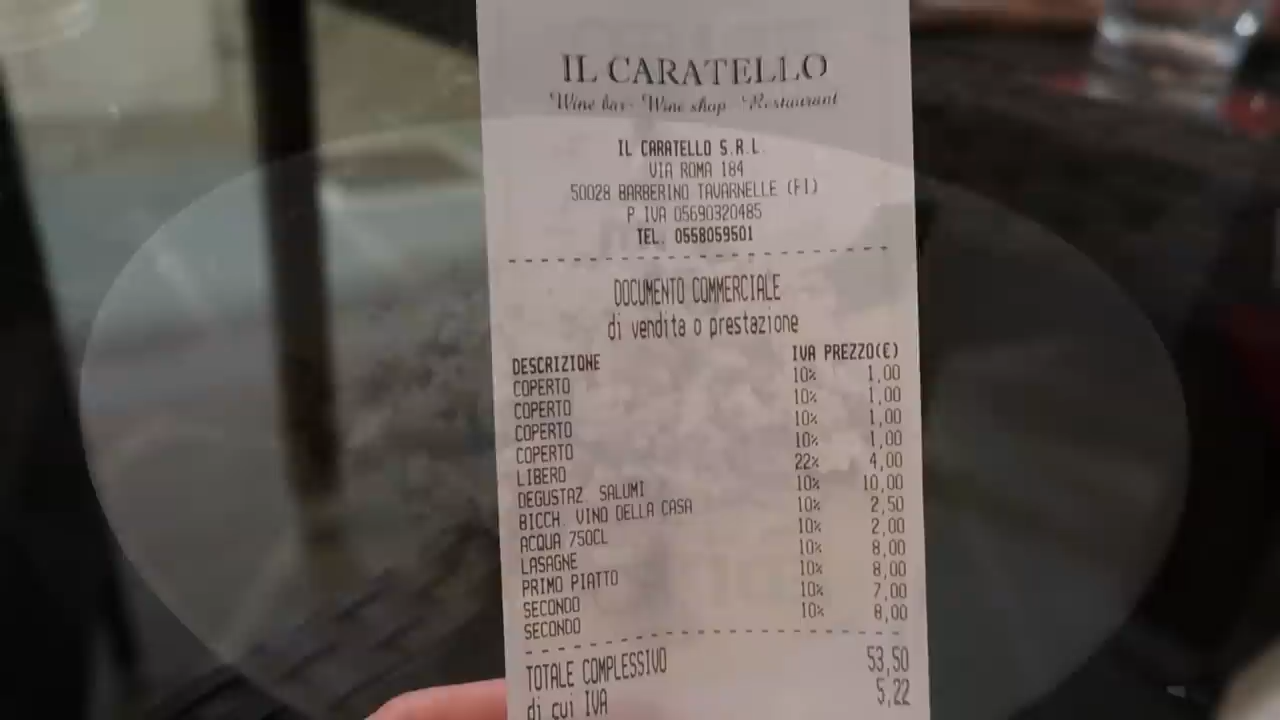 IL CARATELLO
Wine bar- Wine shop Restaurant
IL CARATELLO S.R.L.
VIA ROMA 184
50028 BARBERINO TAVARNELLE (FI)
P IVA 05690320485
TEL. 0558059501
DOCUMENTO COMMERCIALE
di vendita o prestazione
DESCRIZIONE IVA PREZZO(€)
COPERTO 10% 1,00
COPERTO 10% 1,00
COPERTO 10% 1,00
COPERTO 10% 1,00
LIBERO 22% 4,00
DEGUSTAZ. SALUMI 10% 10,00
BICCH. VINO DELLA CASA 10% 2,50
ACQUA 750CL 10% 2,00
LASAGNE 10% 8,00
PRIMO PIATTO 10% 8,00
SECONDO 10% 7,00
SECONDO 10% 8,00
TOTALE COMPLESSIVO 53,50
di cui IVA 5,22